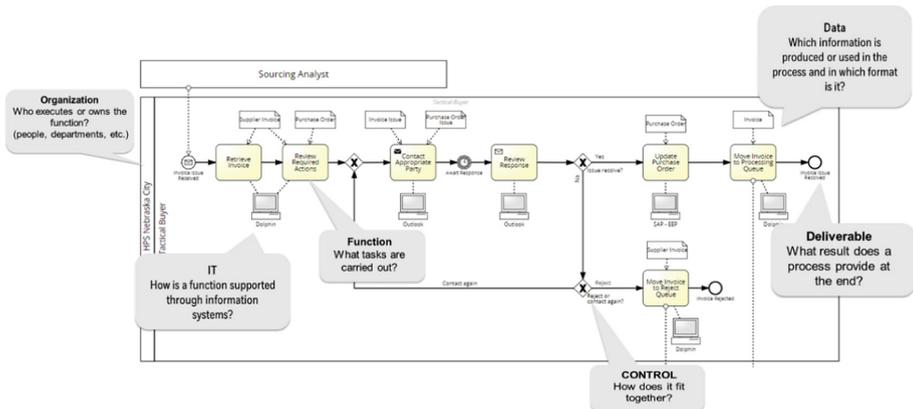 Data
Which information is
produced or used in the
process and in which format
is it?
Sourcing Analyst
Organization
Who executes or owns the
function?
(people, departments, etc.)
Tactical Buyer
HPS Nebraska City
Tactical Buyer
Supplier Invoice
Purchase Order
Invoice Issue
Purchase Order
Issue
Purchase Order
Invoice
Invoice Issue
Received
Retrieve
Invoice
Review
Required
Actions
Contact
Appropriate
Party
Await Response
Review
Response
Yes
Issue resolve?
No
Update
Purchase
Order
Move Invoice
to Processing
Queue
Invoice Issue
Resolved
Dolphin
Outlook
Outlook
SAP - EEP
Function
What tasks are
carried out?
IT
How is a function supported
through information
systems?
Deliverable
What result does a
process provide at
the end?
Supplier Invoice
Contact again
Reject
Reject or
contact again?
Move Invoice
to Reject
Queue
Invoice Rejected
Dolphin
CONTROL
How does it fit
together?